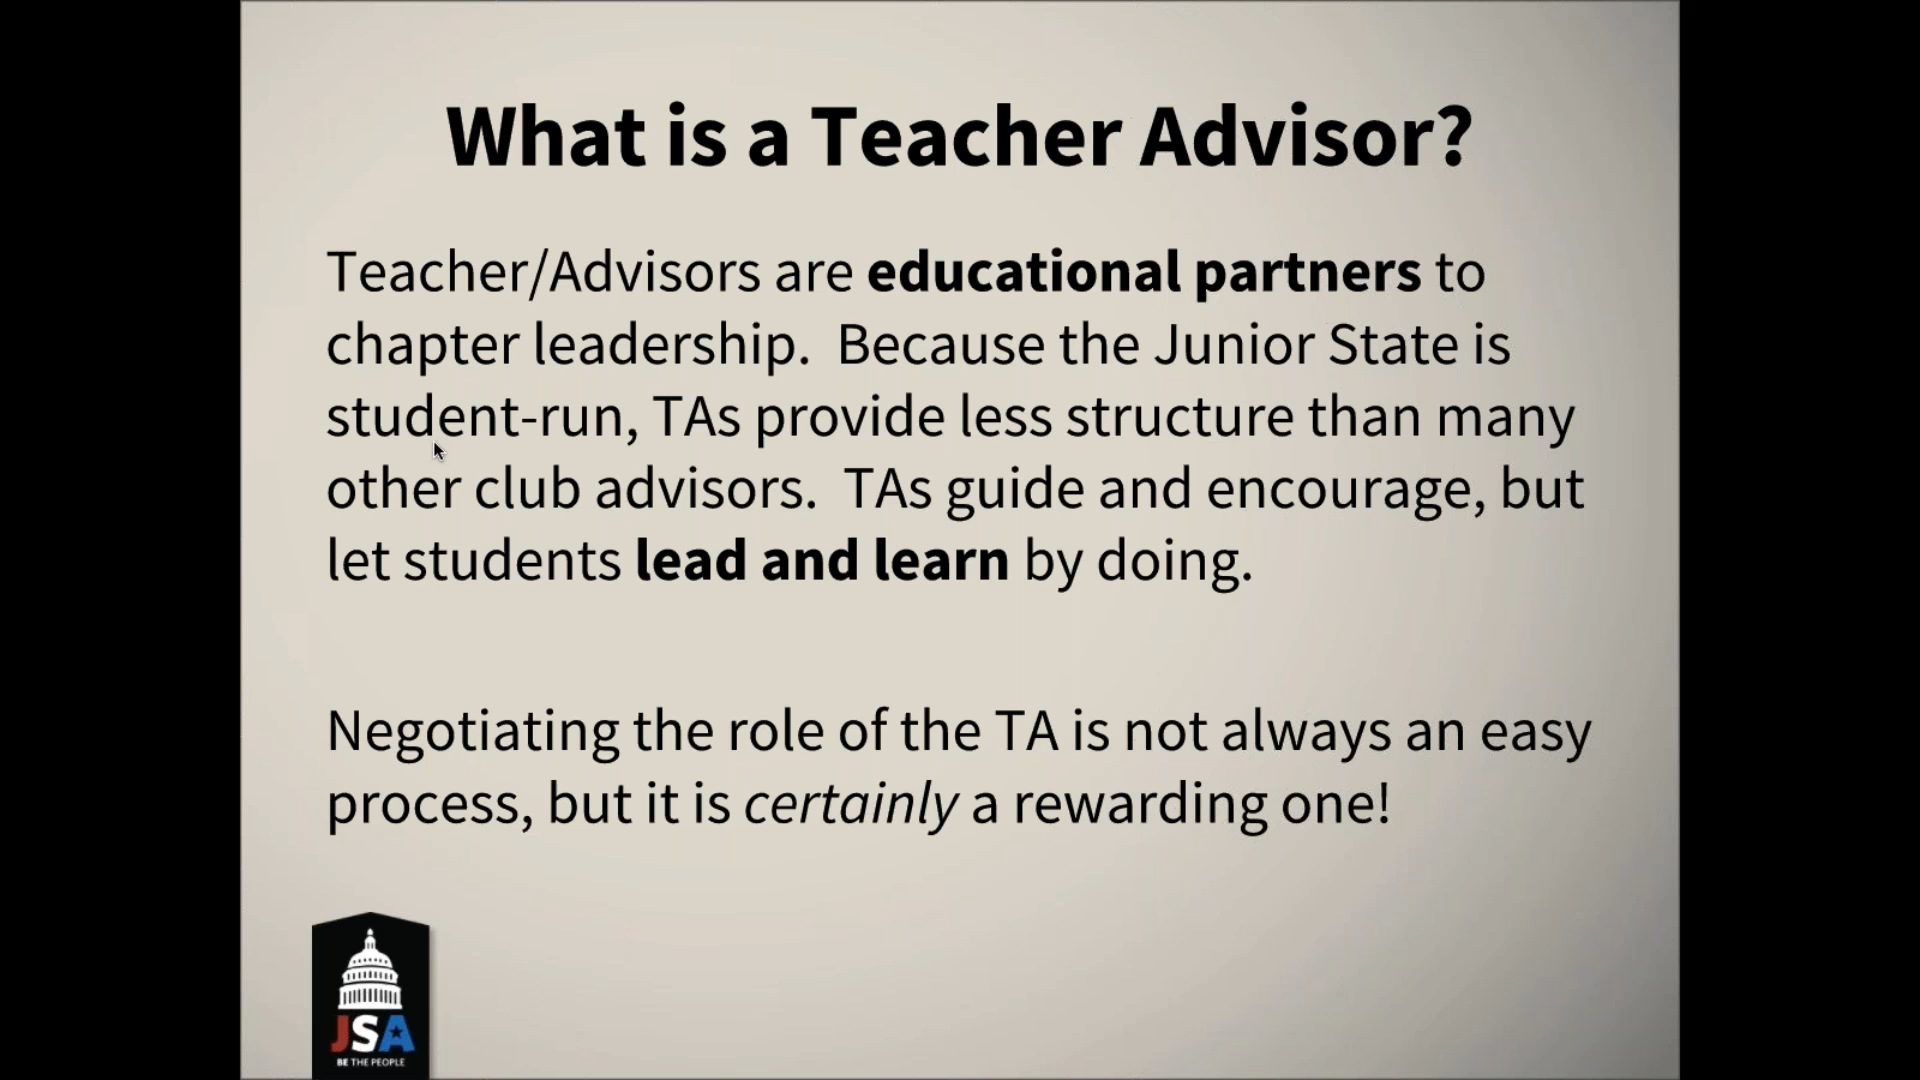 What is a Teacher Advisor?
Teacher/Advisors are educational partners to
chapter leadership.  Because the Junior State is
student-run, TAs provide less structure than many
other club advisors.  TAs guide and encourage, but
let students lead and learn by doing.
Negotiating the role of the TA is not always an easy
process, but it is certainly a rewarding one!
JSA
BE THE PEOPLE